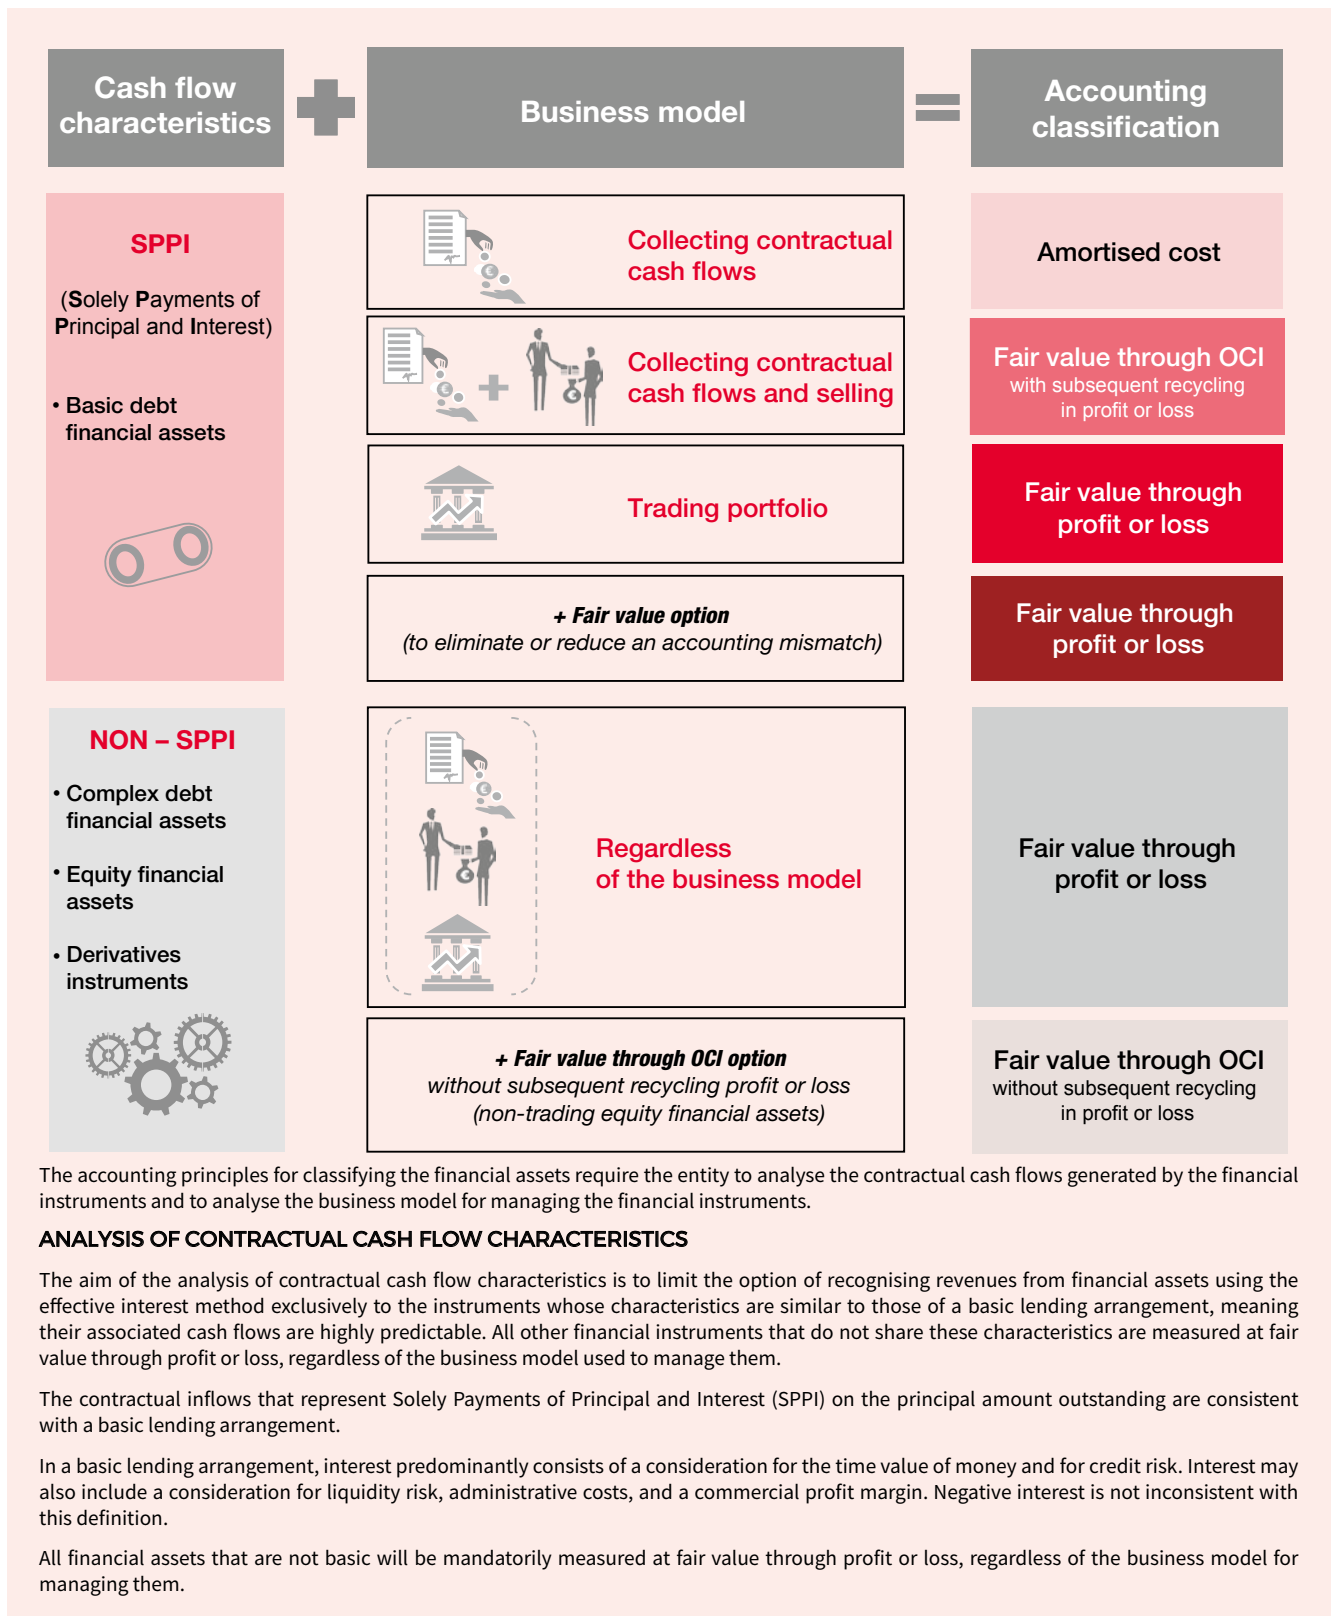 Cash flow
characteristics
Business model
Accounting
classification
SPPI
(Solely Payments of
Principal and Interest)
• Basic debt
financial assets
Collecting contractual
cash flows
Amortised cost
Collecting contractual
cash flows and selling
Fair value through OCI
with subsequent recycling
in profit or loss
Trading portfolio
Fair value through
profit or loss
+ Fair value option
(to eliminate or reduce an accounting mismatch)
Fair value through
profit or loss
NON – SPPI
• Complex debt
financial assets
• Equity financial
assets
• Derivatives
instruments
Regardless
of the business model
Fair value through
profit or loss
+ Fair value through OCI option
without subsequent recycling profit or loss
(non-trading equity financial assets)
Fair value through OCI
without subsequent recycling
in profit or loss
The accounting principles for classifying the financial assets require the entity to analyse the contractual cash flows generated by the financial
instruments and to analyse the business model for managing the financial instruments.
ANALYSIS OF CONTRACTUAL CASH FLOW CHARACTERISTICS
The aim of the analysis of contractual cash flow characteristics is to limit the option of recognising revenues from financial assets using the
effective interest method exclusively to the instruments whose characteristics are similar to those of a basic lending arrangement, meaning
their associated cash flows are highly predictable. All other financial instruments that do not share these characteristics are measured at fair
value through profit or loss, regardless of the business model used to manage them.
The contractual inflows that represent Solely Payments of Principal and Interest (SPPI) on the principal amount outstanding are consistent
with a basic lending arrangement.
In a basic lending arrangement, interest predominantly consists of a consideration for the time value of money and for credit risk. Interest may
also include a consideration for liquidity risk, administrative costs, and a commercial profit margin. Negative interest is not inconsistent with
this definition.
All financial assets that are not basic will be mandatorily measured at fair value through profit or loss, regardless of the business model for
managing them.